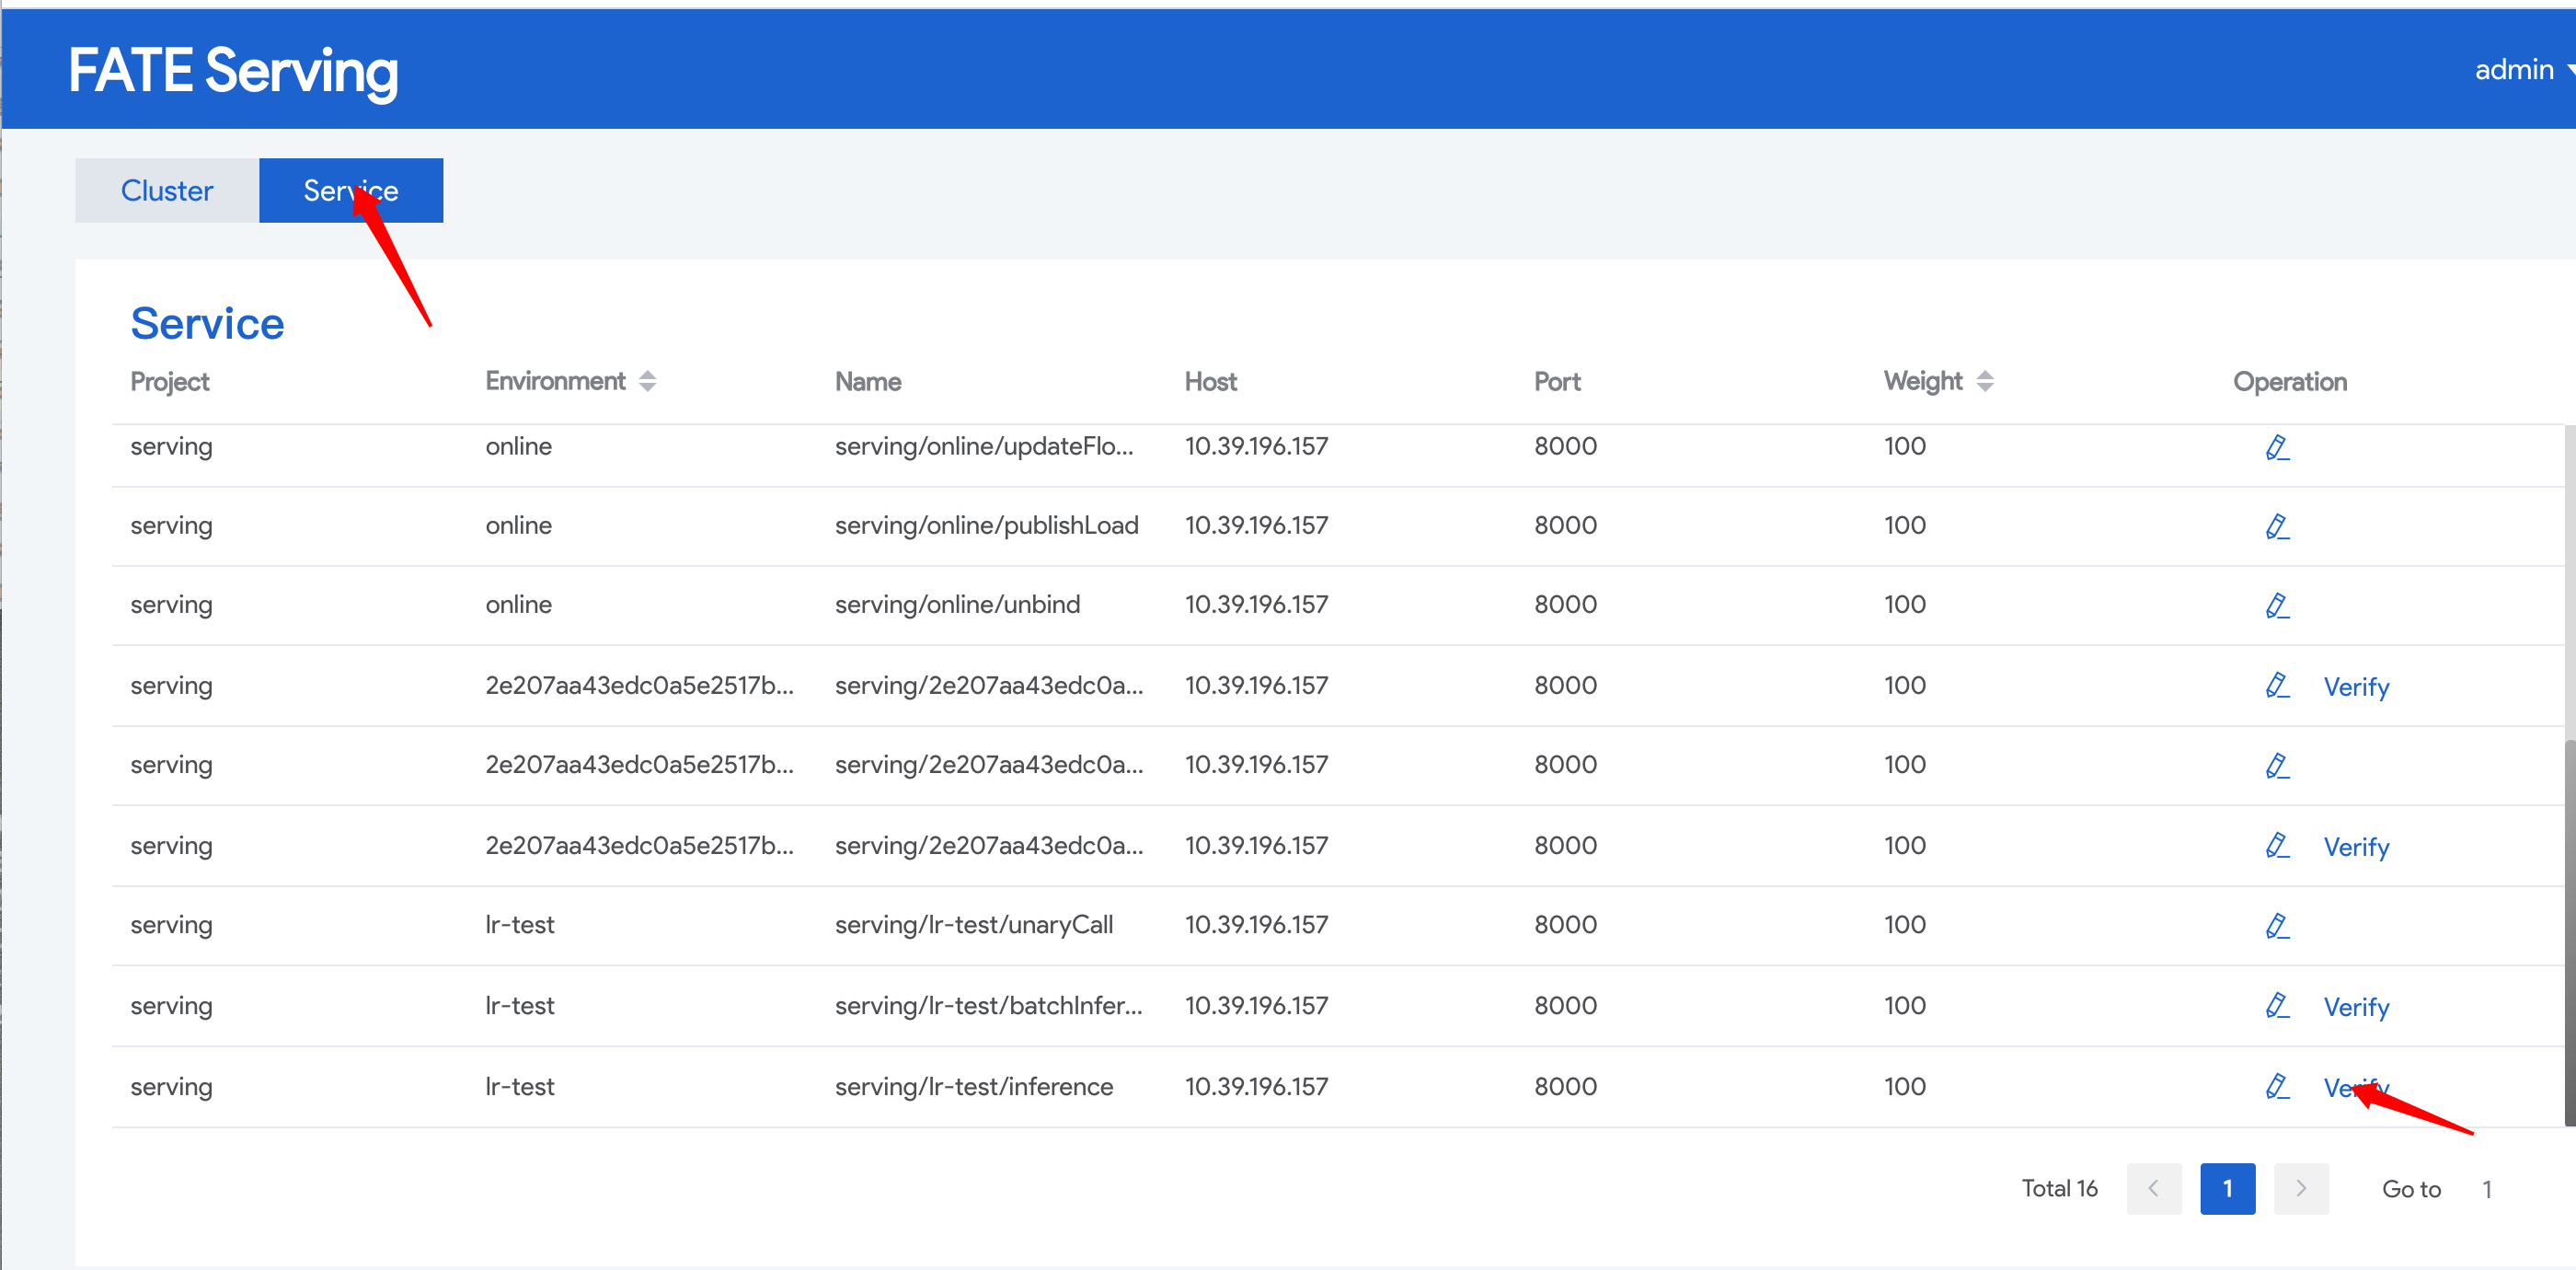 FATE Serving
admin
Cluster Service
Service
Project Environment Name Host Port Weight Operation
serving online serving/online/updateFlo... 10.39.196.157 8000 100
serving online serving/online/publishLoad 10.39.196.157 8000 100
serving online serving/online/unbind 10.39.196.157 8000 100
serving 2e207aa43edc0a5e2517b... serving/2e207aa43edc0a... 10.39.196.157 8000 100 Verify
serving 2e207aa43edc0a5e2517b... serving/2e207aa43edc0a... 10.39.196.157 8000 100
serving 2e207aa43edc0a5e2517b... serving/2e207aa43edc0a... 10.39.196.157 8000 100 Verify
serving lr-test serving/lr-test/unaryCall 10.39.196.157 8000 100
serving lr-test serving/lr-test/batchInfer... 10.39.196.157 8000 100 Verify
serving lr-test serving/lr-test/inference 10.39.196.157 8000 100 Verify
Total 16 1 Go to 1